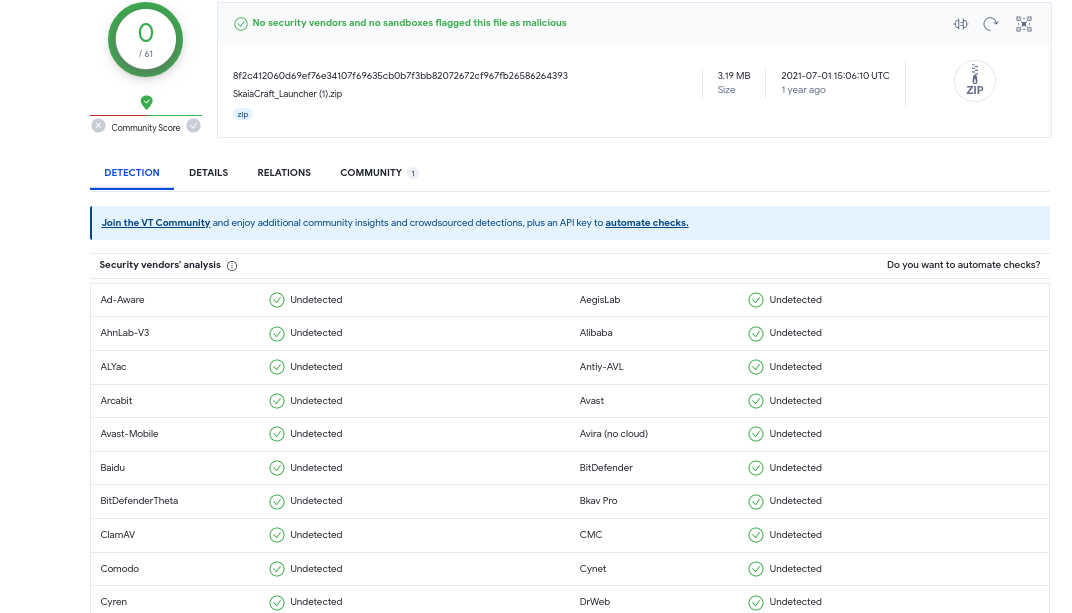 0
/ 61
Community Score
No security vendors and no sandboxes flagged this file as malicious
8f2c412060d69ef76e34107f69635cb0b7f3bb82072672cf967fb26586264393
SkaiaCraft_Launcher (1).zip
zip
3.19 MB
Size
2021-07-01 15:06:10 UTC
1 year ago
ZIP
DETECTION DETAILS RELATIONS COMMUNITY 1
Join the VT Community and enjoy additional community insights and crowdsourced detections, plus an API key to automate checks.
Security vendors' analysis Do you want to automate checks?
Ad-Aware Undetected AegisLab Undetected
AhnLab-V3 Undetected Alibaba Undetected
ALYac Undetected Antiy-AVL Undetected
Arcabit Undetected Avast Undetected
Avast-Mobile Undetected Avira (no cloud) Undetected
Baidu Undetected BitDefender Undetected
BitDefenderTheta Undetected Bkav Pro Undetected
ClamAV Undetected CMC Undetected
Comodo Undetected Cynet Undetected
Cyren Undetected DrWeb Undetected